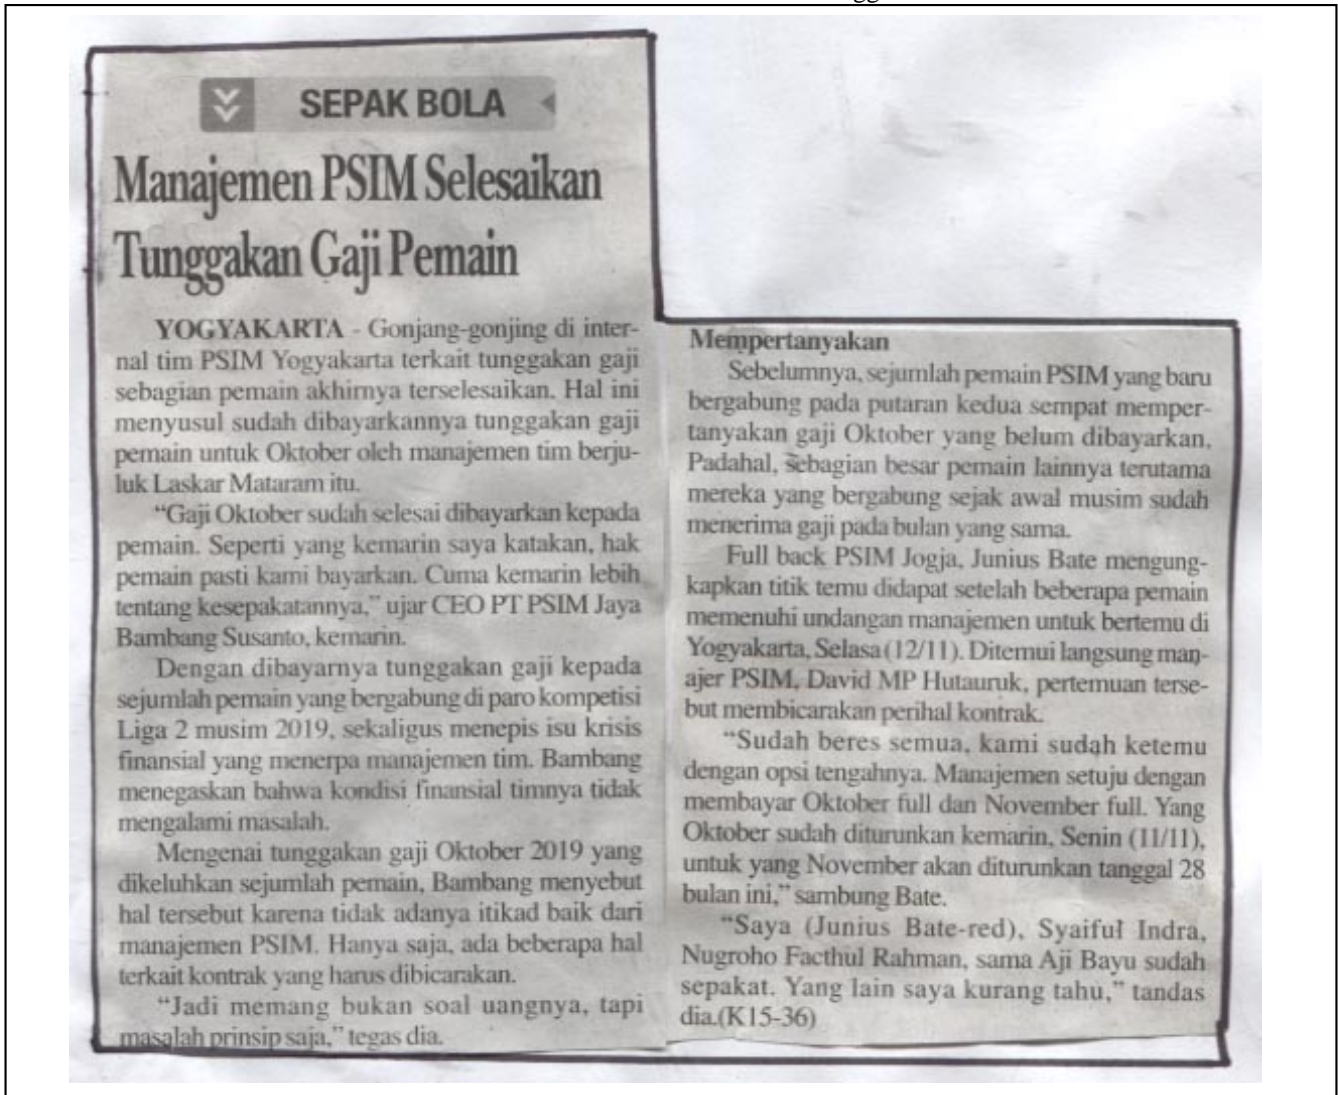 SEPAK BOLA
Manajemen PSIM Selesaikan
Tunggakan Gaji Pemain
YOGYAKARTA - Gonjang-gonjing di inter-
nal tim PSIM Yogyakarta terkait tunggakan gaji
sebagian pemain akhirnya terselesaikan. Hal ini
menyusul sudah dibayarkannya tunggakan gaji
pemain untuk Oktober oleh manajemen tim berju-
luk Laskar Mataram itu.
“Gaji Oktober sudah selesai dibayarkan kepada
pemain. Seperti yang kemarin saya katakan, hak
pemain pasti kami bayarkan. Cuma kemarin lebih
tentang kesepakatannya,” ujar CEO PT PSIM Jaya
Bambang Susanto, kemarin.
Dengan dibayarnya tunggakan gaji kepada
sejumlah pemain yang bergabung di paro kompetisi
Liga 2 musim 2019, sekaligus menepis isu krisis
finansial yang menerpa manajemen tim. Bambang
menegaskan bahwa kondisi finansial timnya tidak
mengalami masalah.
Mengenai tunggakan gaji Oktober 2019 yang
dikeluhkan sejumlah pemain, Bambang menyebut
hal tersebut karena tidak adanya itikad baik dari
manajemen PSIM. Hanya saja, ada beberapa hal
terkait kontrak yang harus dibicarakan.
“Jadi memang bukan soal uangnya, tapi
masalah prinsip saja,” tegas dia.
Mempertanyakan
Sebelumnya, sejumlah pemain PSIM yang baru
bergabung pada putaran kedua sempat memper-
tanyakan gaji Oktober yang belum dibayarkan.
Padahal, sebagian besar pemain lainnya terutama
mereka yang bergabung sejak awal musim sudah
menerima gaji pada bulan yang sama.
Full back PSIM Jogja, Junius Bate mengung-
kapkan titik temu didapat setelah beberapa pemain
memenuhi undangan manajemen untuk bertemu di
Yogyakarta, Selasa (12/11). Ditemui langsung man-
ajer PSIM, David MP Hutauruk, pertemuan terse-
but membicarakan perihal kontrak.
“Sudah beres semua, kami sudah ketemu
dengan opsi tengahnya. Manajemen setuju dengan
membayar Oktober full dan November full. Yang
Oktober sudah diturunkan kemarin, Senin (11/11),
untuk yang November akan diturunkan tanggal 28
bulan ini,” sambung Bate.
“Saya (Junius Bate-red), Syaiful Indra,
Nugroho Facthul Rahman, sama Aji Bayu sudah
sepakat. Yang lain saya kurang tahu,” tandas
dia.(K15-36)